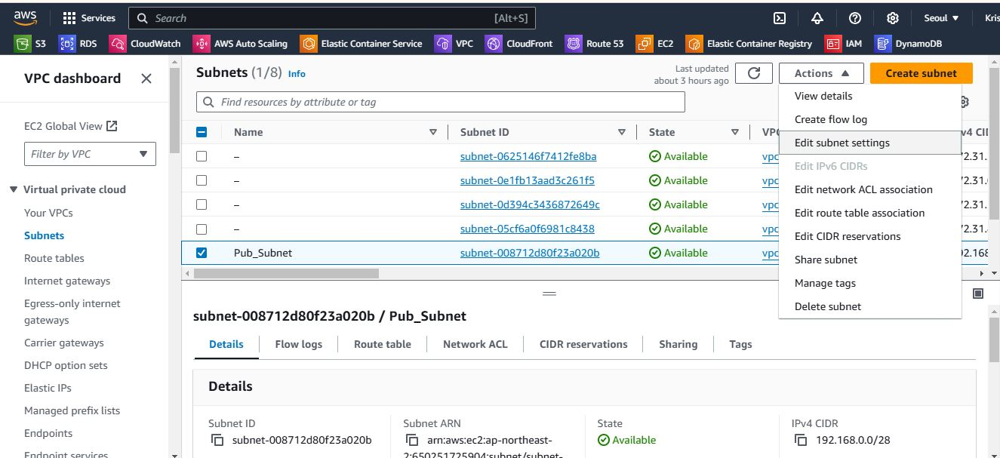 aws Services Search [Alt+S] Seoul Kris
S3 RDS CloudWatch AWS Auto Scaling Elastic Container Service VPC CloudFront Route 53 EC2 Elastic Container Registry IAM DynamoDB
VPC dashboard
EC2 Global View
Filter by VPC
Virtual private cloud
Your VPCs
Subnets
Route tables
Internet gateways
Egress-only internet
gateways
Carrier gateways
DHCP option sets
Elastic IPs
Managed prefix lists
Endpoints
Endpoint services
Subnets (1/8) Info
Last updated
about 3 hours ago
Actions
Create subnet
Find resources by attribute or tag
Name Subnet ID State VPC v4 CI
– subnet-0625146f7412fe8ba Available vpc 72.31.
– subnet-0e1fb13aad3c261f5 Available vpc 72.31.
– subnet-0d394c3436872649c Available vpc 72.31.
– subnet-05cf6a0f6981c8438 Available vpc 72.31.
Pub_Subnet subnet-008712d80f23a020b Available vpc 92.168
View details
Create flow log
Edit subnet settings
Edit IPv6 CIDRs
Edit network ACL association
Edit route table association
Edit CIDR reservations
Share subnet
Manage tags
Delete subnet
subnet-008712d80f23a020b / Pub_Subnet
Details Flow logs Route table Network ACL CIDR reservations Sharing Tags
Details
Subnet ID
subnet-008712d80f23a020b
Subnet ARN
arn:aws:ec2:ap-northeast-
2:650251725904:subnet/subnet-
State
Available
IPv4 CIDR
192.168.0.0/28